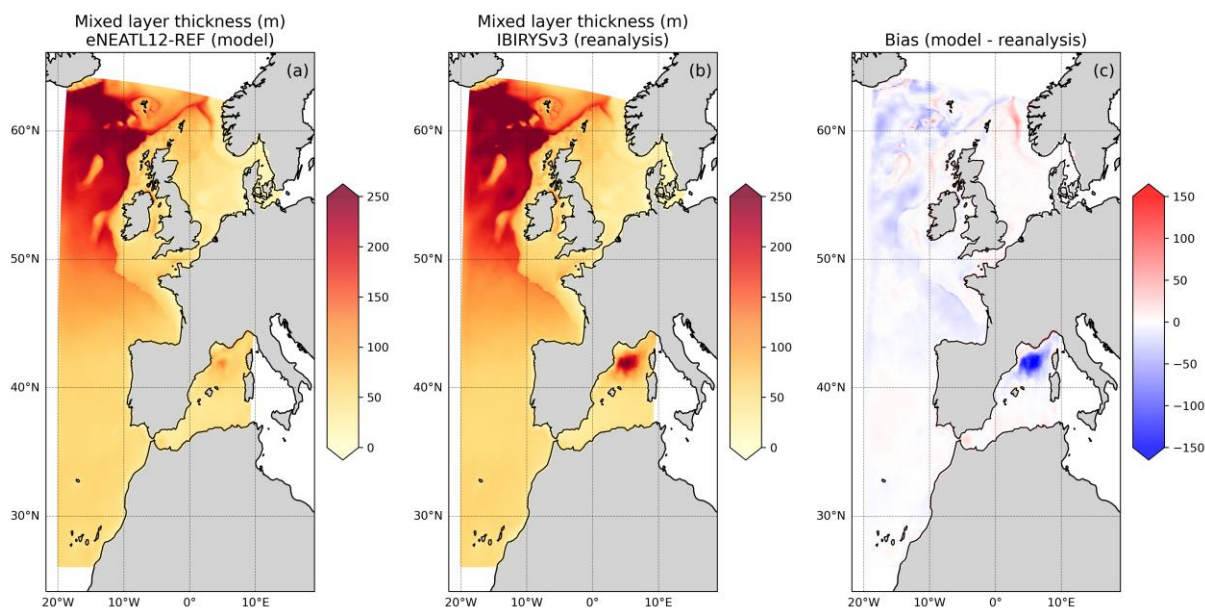 Mixed layer thickness (m)
eNEATL12-REF (model)
(a)
60°N
50°N
40°N
30°N
20°W 10°W 0° 10°E
250
200
150
100
50
0
Mixed layer thickness (m)
IBIRYSv3 (reanalysis)
(b)
60°N
50°N
40°N
30°N
20°W 10°W 0° 10°E
250
200
150
100
50
0
Bias (model - reanalysis)
(c)
60°N
50°N
40°N
30°N
20°W 10°W 0° 10°E
150
100
50
0
−50
−100
−150